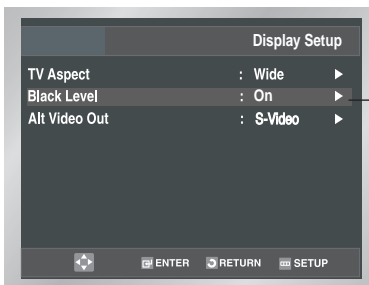 Display Setup
TV Aspect : Wide
Black Level : On
Alt Video Out : S-Video
ENTER RETURN SETUP